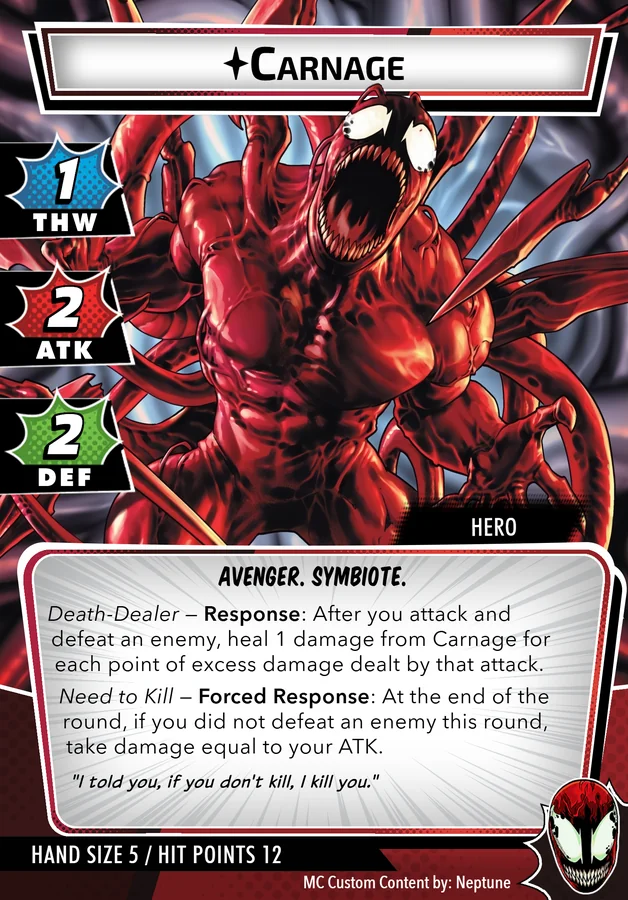 CARNAGE
1
THW
2
ATK
2
DEF
HERO
AVENGER. SYMBIOTE.
Death-Dealer – Response: After you attack and
defeat an enemy, heal 1 damage from Carnage for
each point of excess damage dealt by that attack.
Need to Kill – Forced Response: At the end of the
round, if you did not defeat an enemy this round,
take damage equal to your ATK.
"I told you, if you don't kill, I kill you."
HAND SIZE 5 / HIT POINTS 12
MC Custom Content by: Neptune